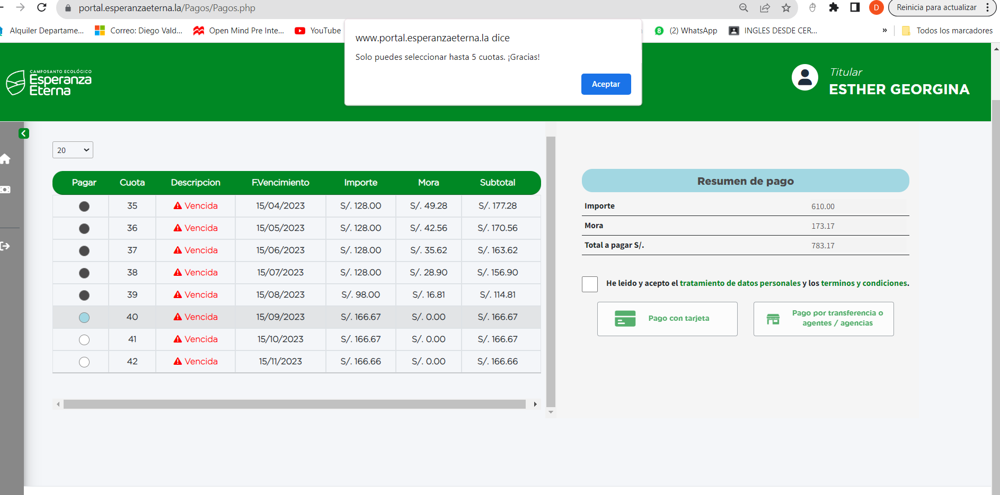 portal.esperanzaeterna.la/Pagos/Pagos.php
Reinicia para actualizar
D
Alquiler Departame...
Correo: Diego Vald...
Open Mind Pre Inte...
YouTube
8
(2) WhatsApp
INGLES DESDE CER...
»
Todos los marcadores
www.portal.esperanzaeterna.la dice
Solo puedes seleccionar hasta 5 cuotas. ¡Gracias!
Aceptar
CAMPOSANTO ECOLÓGICO
Esperanza
Eterna
Titular
ESTHER GEORGINA
20
Pagar Cuota Descripcion F.Vencimiento Importe Mora Subtotal
35 Vencida 15/04/2023 S/. 128.00 S/. 49.28 S/. 177.28
36 Vencida 15/05/2023 S/. 128.00 S/. 42.56 S/. 170.56
37 Vencida 15/06/2023 S/. 128.00 S/. 35.62 S/. 163.62
38 Vencida 15/07/2023 S/. 128.00 S/. 28.90 S/. 156.90
39 Vencida 15/08/2023 S/. 98.00 S/. 16.81 S/. 114.81
40 Vencida 15/09/2023 S/. 166.67 S/. 0.00 S/. 166.67
41 Vencida 15/10/2023 S/. 166.67 S/. 0.00 S/. 166.67
42 Vencida 15/11/2023 S/. 166.66 S/. 0.00 S/. 166.66
Resumen de pago
Importe 610.00
Mora 173.17
Total a pagar S/. 783.17
He leido y acepto el tratamiento de datos personales y los terminos y condiciones.
Pago con tarjeta
Pago por transferencia o
agentes / agencias